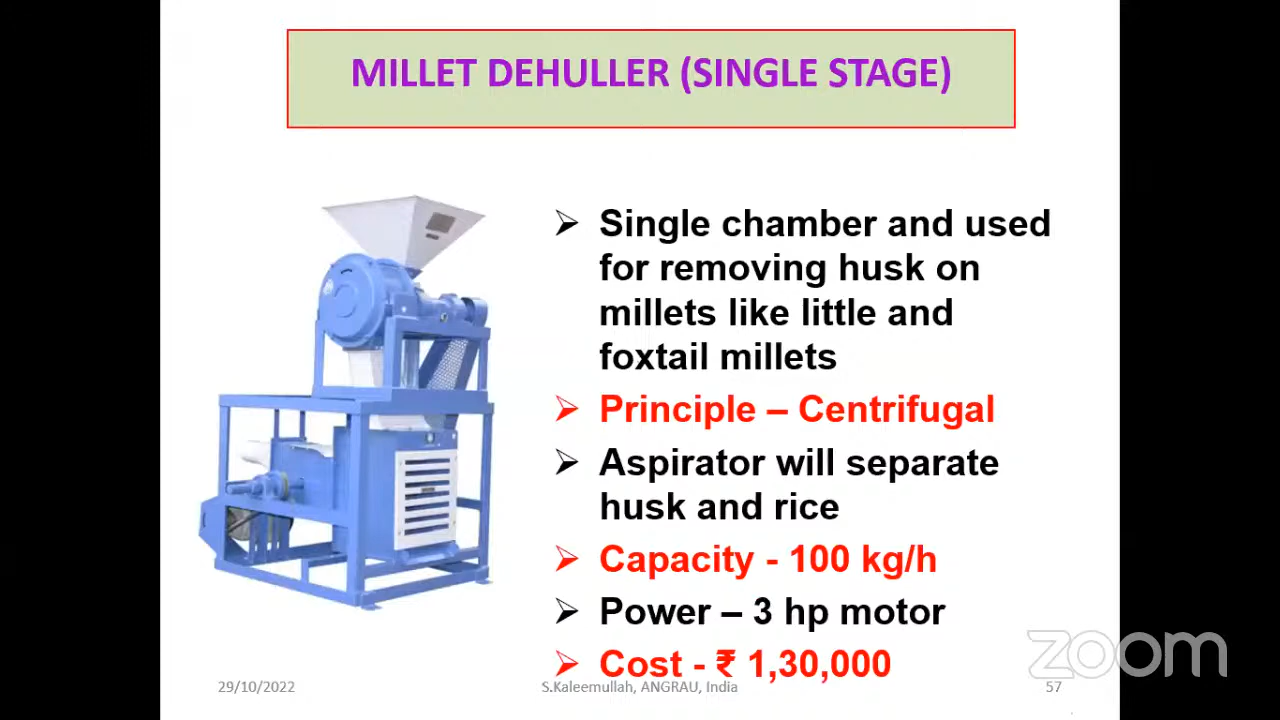 MILLET DEHULLER (SINGLE STAGE)
➢ Single chamber and used
for removing husk on
millets like little and
foxtail millets
➢ Principle – Centrifugal
➢ Aspirator will separate
husk and rice
➢ Capacity - 100 kg/h
➢ Power – 3 hp motor
➢ Cost - ₹ 1,30,000
29/10/2022
S.Kaleemullah, ANGRAU, India
57
zoom